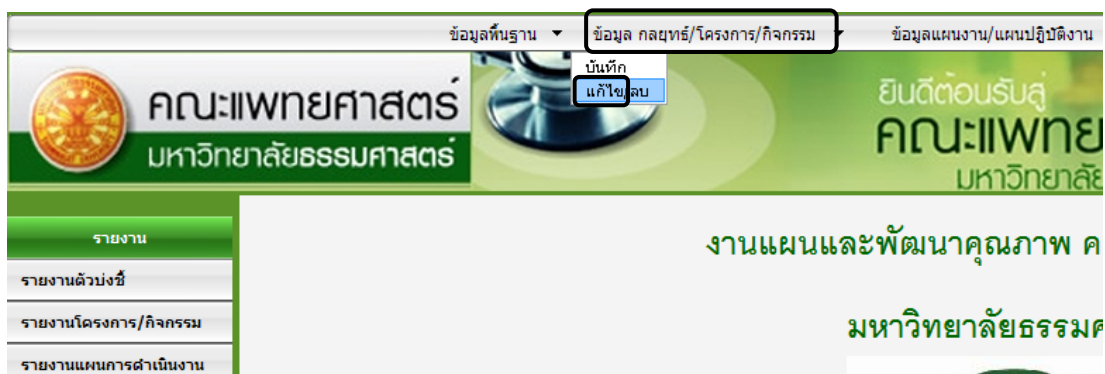 ข้อมูลพื้นฐาน ข้อมูล กลยุทธ์/โครงการ/กิจกรรม ข้อมูลแผนงาน/แผนปฏิบัติงาน
บันทึก
แก้ไข/ลบ
คณะแพทยศาสตร์
มหาวิทยาลัยธรรมศาสตร์
ยินดีต้อนรับสู่
คณะแพทย
มหาวิทยาลัย
รายงาน
รายงานตัวบ่งชี้
รายงานโครงการ/กิจกรรม
รายงานแผนการดำเนินงาน
งานแผนและพัฒนาคุณภาพ ค
มหาวิทยาลัยธรรมศ